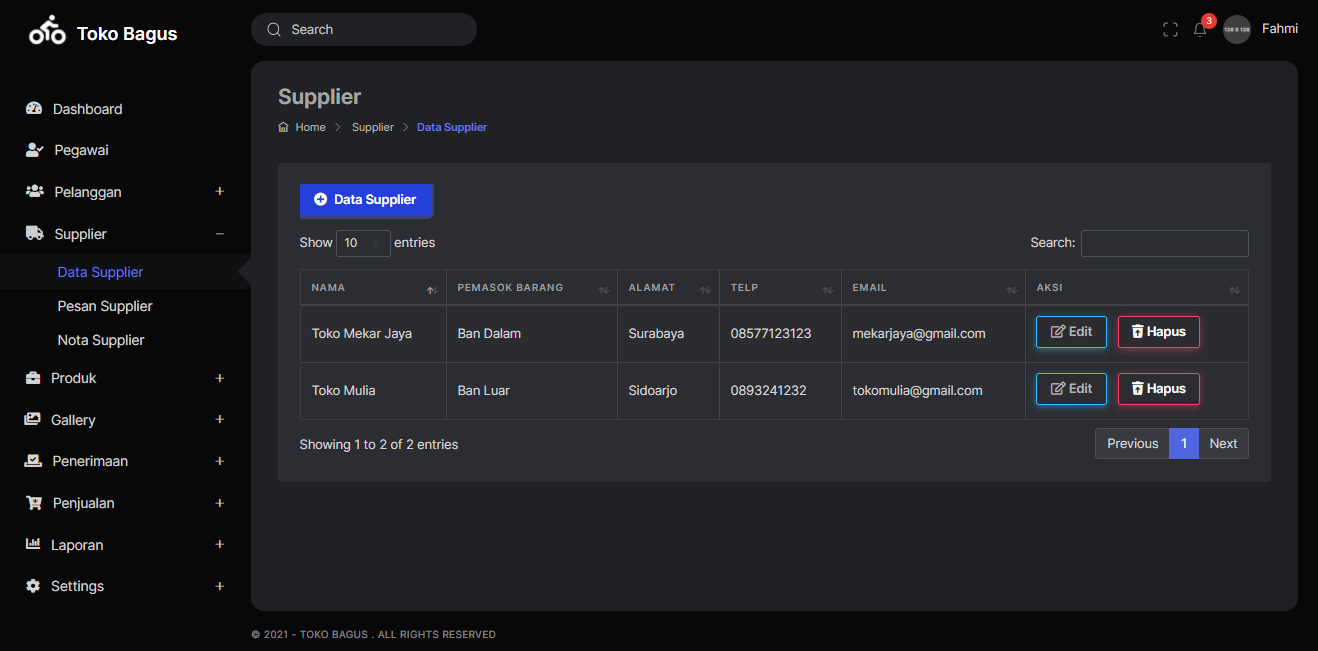 Toko Bagus
Search
3
128 X 128
Fahmi
Dashboard
Pegawai
Pelanggan +
Supplier −
Data Supplier
Pesan Supplier
Nota Supplier
Produk +
Gallery +
Penerimaan +
Penjualan +
Laporan +
Settings +
Supplier
Home > Supplier > Data Supplier
Data Supplier
Show 10 entries
Search:
NAMA PEMASOK BARANG ALAMAT TELP EMAIL AKSI
Toko Mekar Jaya Ban Dalam Surabaya 08577123123 mekarjaya@gmail.com Edit Hapus
Toko Mulia Ban Luar Sidoarjo 0893241232 tokomulia@gmail.com Edit Hapus
Showing 1 to 2 of 2 entries
Previous 1 Next
© 2021 - TOKO BAGUS . ALL RIGHTS RESERVED